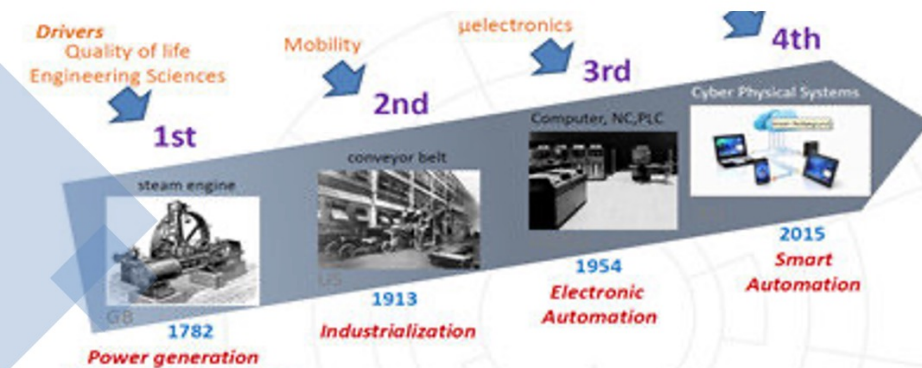 Drivers
Quality of life
Engineering Sciences
1st
steam engine
GB
1782
Power generation
Mobility
2nd
conveyor belt
US
1913
Industrialization
µelectronics
3rd
Computer, NC,PLC
1954
Electronic
Automation
4th
Cyber Physical Systems
2015
Smart
Automation